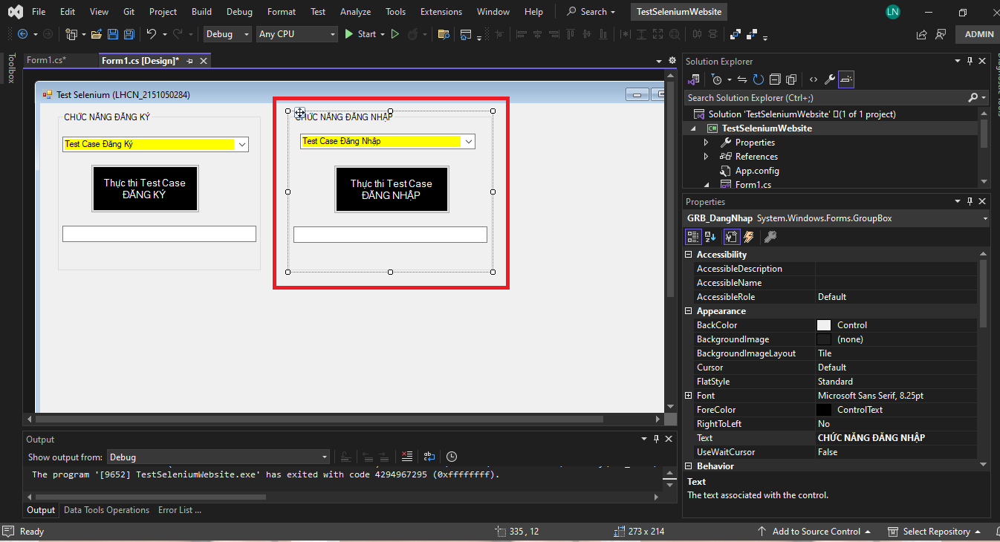 File Edit View Git Project Build Debug Format Test Analyze Tools Extensions Window Help Search TestSeleniumWebsite LN
Debug Any CPU Start ADMIN
Toolbox
Form1.cs* Form1.cs [Design]*
Test Selenium (LHCN_2151050284)
CHỨC NĂNG ĐĂNG KÝ
Test Case Đăng Ký
Thực thi Test Case
ĐĂNG KÝ
CHỨC NĂNG ĐĂNG NHẬP
Test Case Đăng Nhập
Thực thi Test Case
ĐĂNG NHẬP
Output
Show output from: Debug
The program '[9652] TestSeleniumWebsite.exe' has exited with code 4294967295 (0xffffffff).
Output Data Tools Operations Error List ...
Solution Explorer
Search Solution Explorer (Ctrl+;)
Solution 'TestSeleniumWebsite' (1 of 1 project)
C# TestSeleniumWebsite
Properties
References
App.config
Form1.cs
Properties
GRB_DangNhap System.Windows.Forms.GroupBox
Accessibility
AccessibleDescription
AccessibleName
AccessibleRole Default
Appearance
BackColor Control
BackgroundImage (none)
BackgroundImageLayout Tile
Cursor Default
FlatStyle Standard
Font Microsoft Sans Serif, 8.25pt
ForeColor ControlText
RightToLeft No
Text CHỨC NĂNG ĐĂNG NHẬP
UseWaitCursor False
Behavior
Text
The text associated with the control.
Ready 335 , 12 273 x 214 Add to Source Control Select Repository